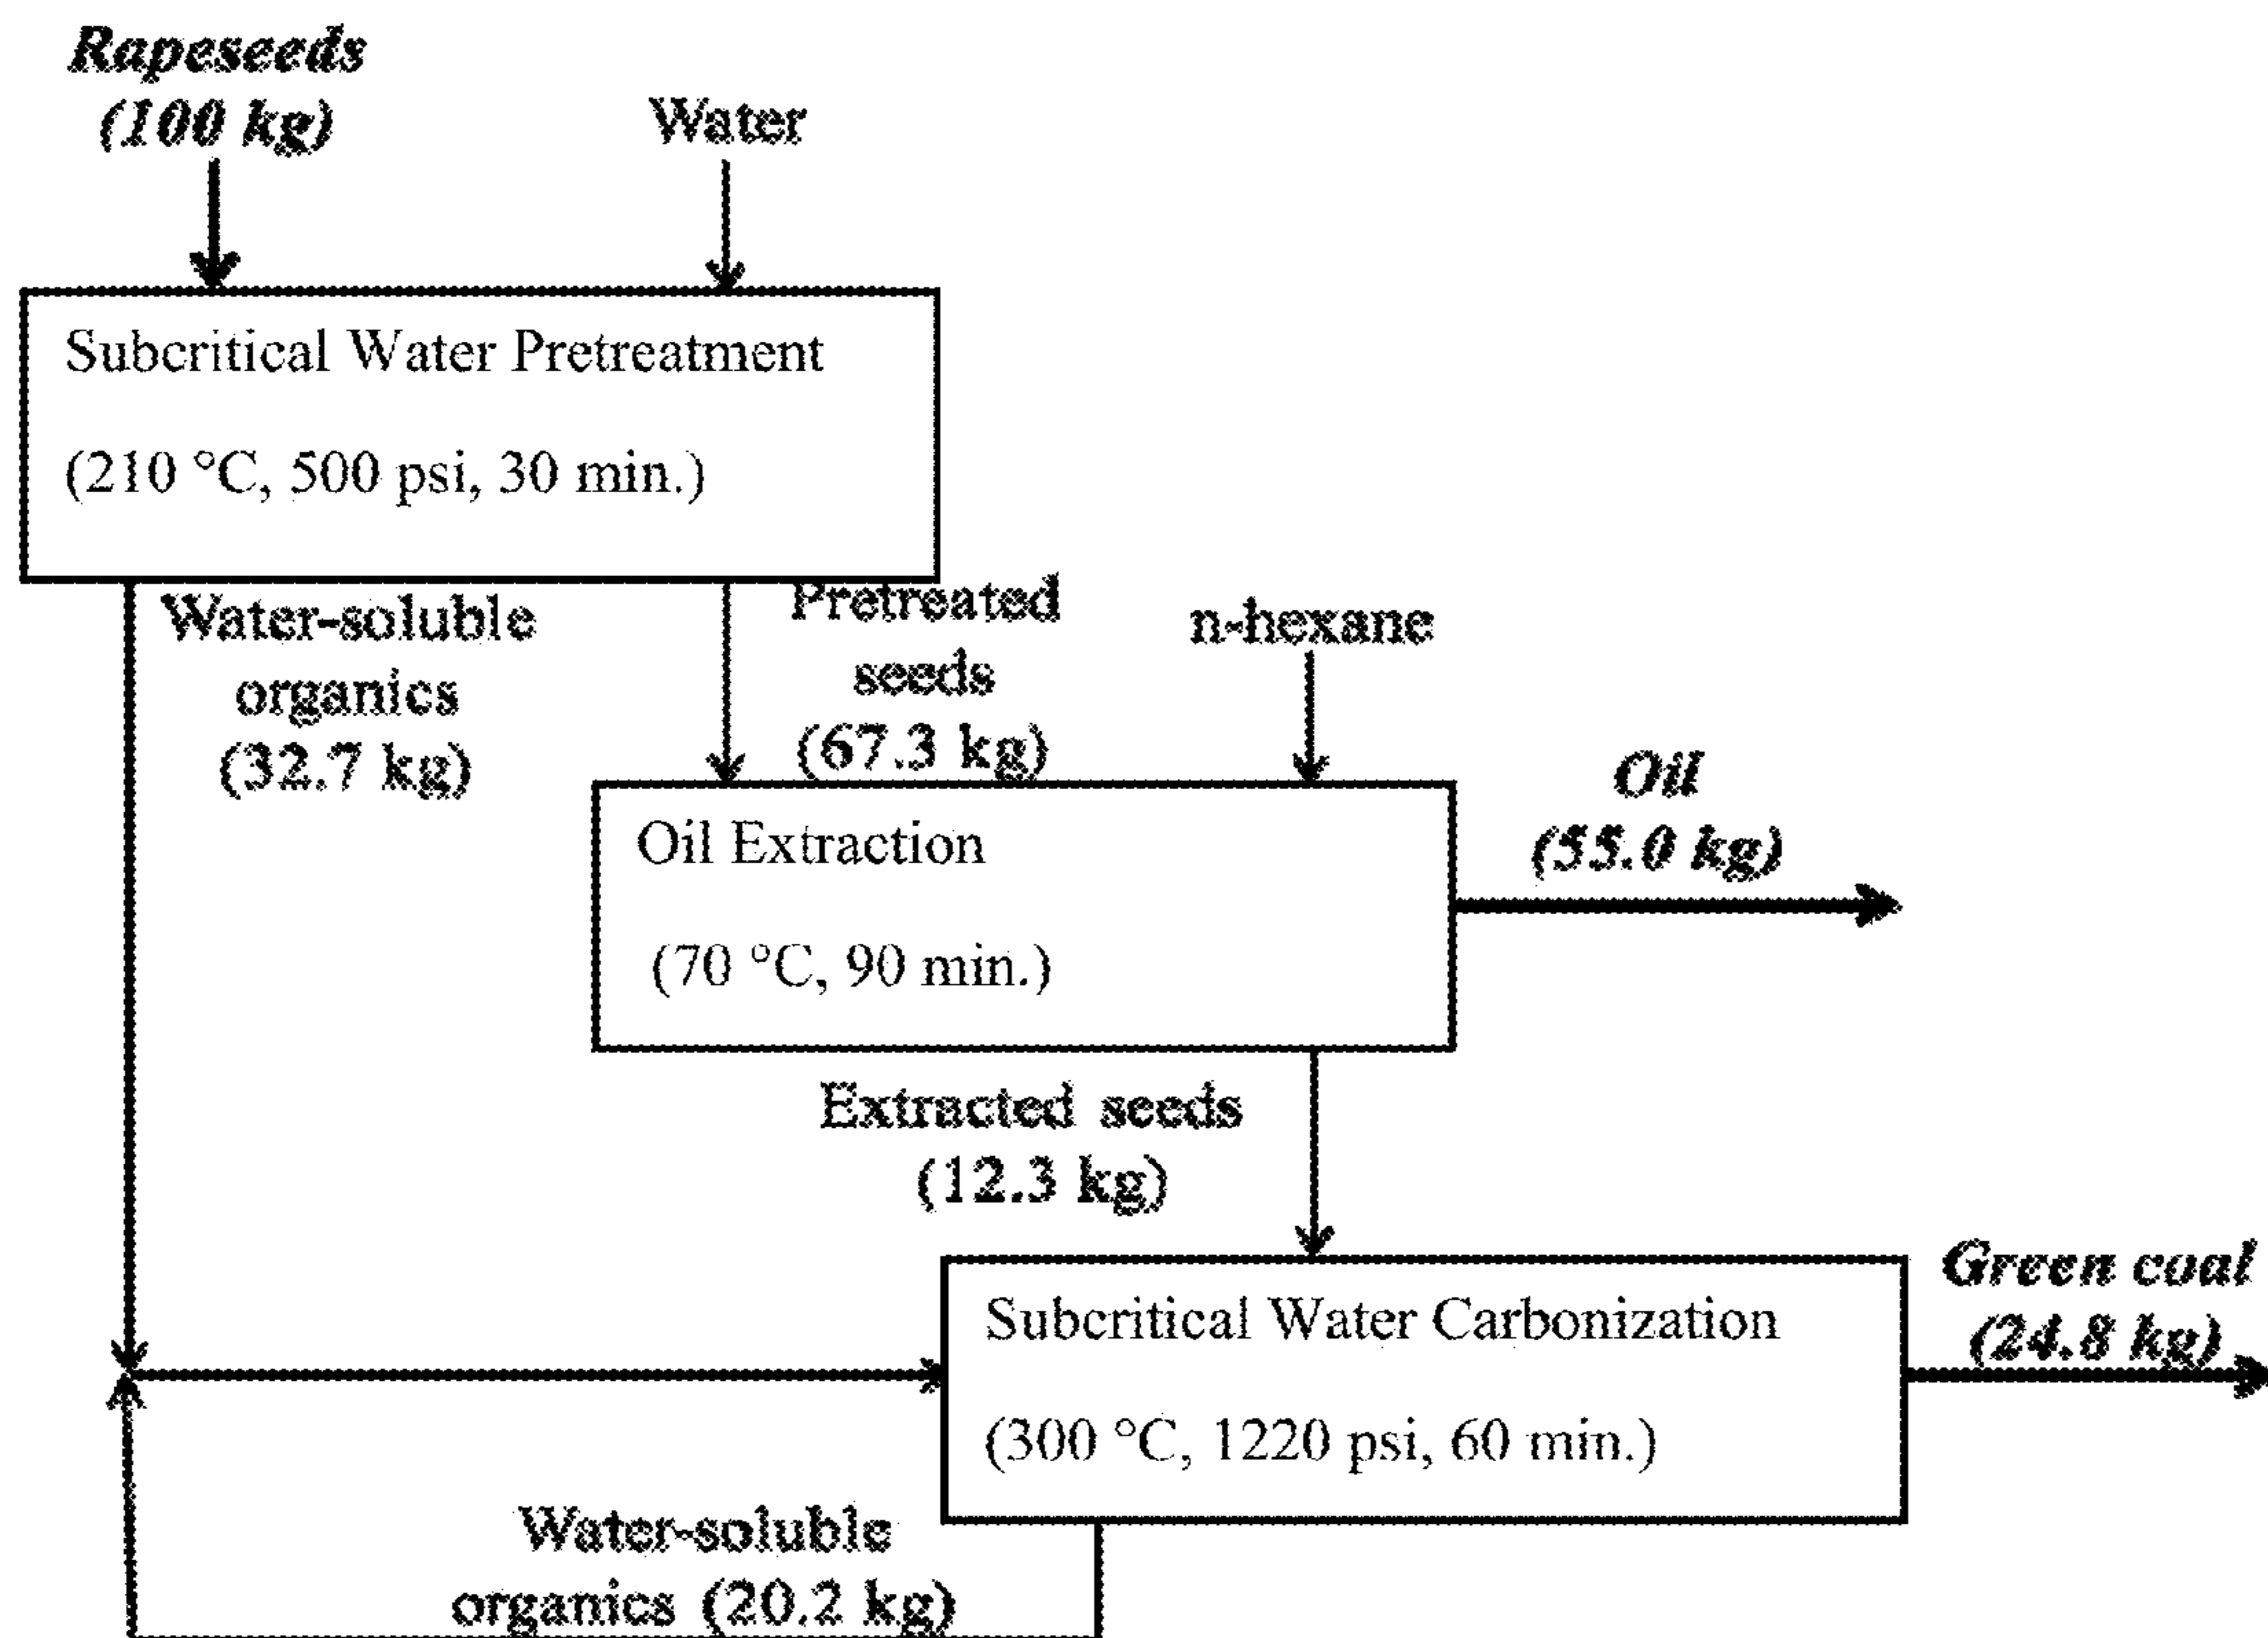 Rapeseeds
(100 kg)
Water
Subcritical Water Pretreatment
(210 °C, 500 psi, 30 min.)
Water-soluble
organics
(32.7 kg)
Pretreated
seeds
(67.3 kg)
n-hexane
Oil Extraction
(70 °C, 90 min.)
Oil
(55.0 kg)
Extracted seeds
(12.3 kg)
Subcritical Water Carbonization
(300 °C, 1220 psi, 60 min.)
Green coal
(24.8 kg)
Water-soluble
organics (20.2 kg)